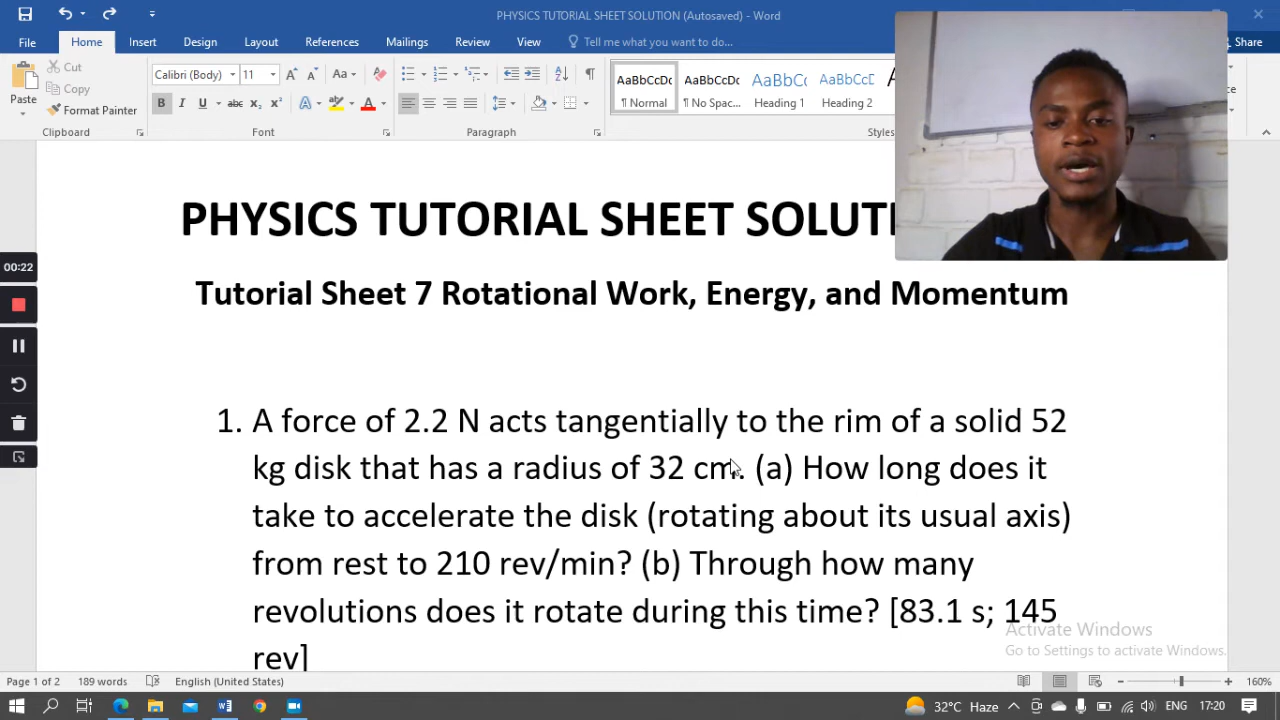 PHYSICS TUTORIAL SHEET SOLUTION (Autosaved) - Word
File Home Insert Design Layout References Mailings Review View Tell me what you want to do... Share
Paste
Cut
Copy
Format Painter
Calibri (Body) 11
AaBbCcDc AaBbCcDc AaBbCc AaBbCcD
¶ Normal ¶ No Spac... Heading 1 Heading 2
Clipboard Font Paragraph Styles
PHYSICS TUTORIAL SHEET SOLUTI
Tutorial Sheet 7 Rotational Work, Energy, and Momentum
00:22
1. A force of 2.2 N acts tangentially to the rim of a solid 52
kg disk that has a radius of 32 cm. (a) How long does it
take to accelerate the disk (rotating about its usual axis)
from rest to 210 rev/min? (b) Through how many
revolutions does it rotate during this time? [83.1 s; 145
rev]
Activate Windows
Go to Settings to activate Windows.
Page 1 of 2 189 words English (United States) 160%
32°C Haze ENG 17:20